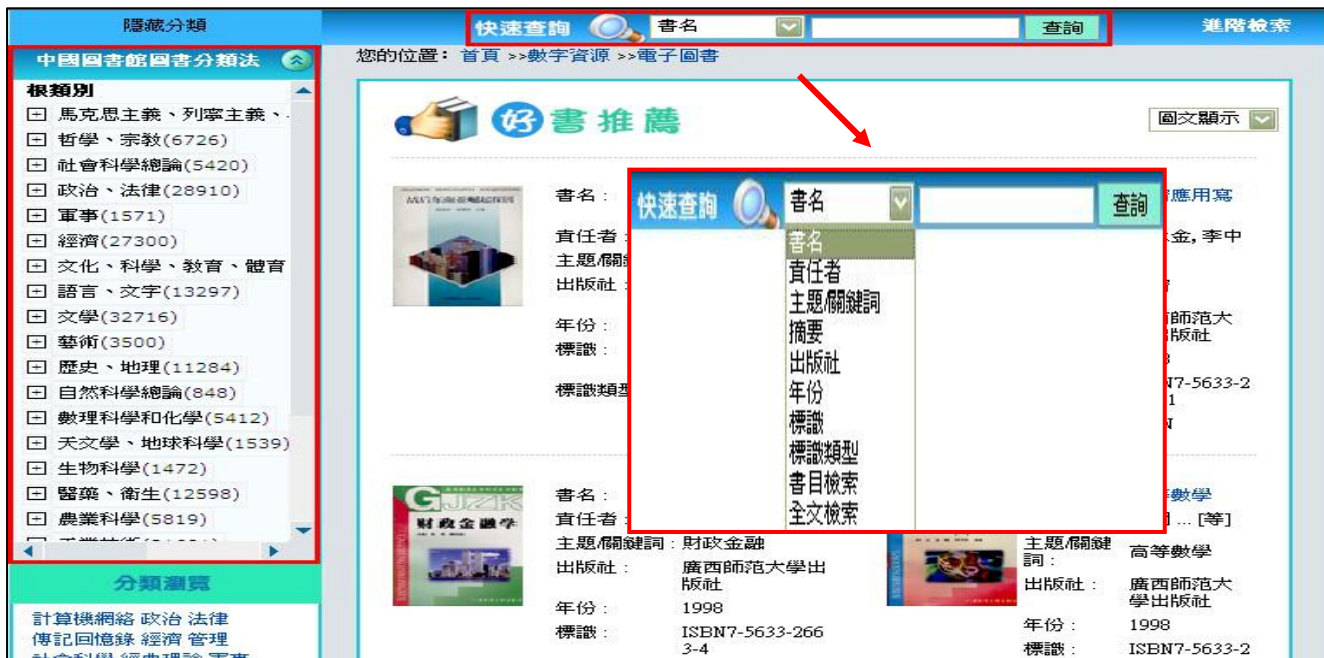 隱藏分類
快速查詢 書名 查詢
進階檢索
中國圖書館圖書分類法
根類別
馬克思主義、列寧主義、
哲學、宗教(6726)
社會科學總論(5420)
政治、法律(28910)
軍事(1571)
經濟(27300)
文化、科學、教育、體育
語言、文字(13297)
文學(32716)
藝術(3500)
歷史、地理(11284)
自然科學總論(848)
數理科學和化學(5412)
天文學、地球科學(1539)
生物科學(1472)
醫藥、衛生(12598)
農業科學(5819)
分類瀏覽
計算機網絡 政治 法律
傳記回憶錄 經濟 管理
您的位置：首頁 >>數字資源 >>電子圖書
好書推薦
圖文顯示
書名：
責任者：
主題/關鍵
出版社：
年份：
標識：
標識類型
快速查詢 書名 查詢
書名
責任者
主題/關鍵詞
摘要
出版社
年份
標識
標識類型
書目檢索
全文檢索
應用寫
金,李中
師范大
出版社
7-5633-2
1
書名：
責任者：
主題/關鍵詞：財政金融
出版社： 廣西師范大學出
版社
年份： 1998
標識： ISBN7-5633-266
3-4
GJZK
财政金融学
等數學
... [等]
主題/關鍵
詞： 高等數學
出版社： 廣西師范大
學出版社
年份： 1998
標識： ISBN7-5633-2